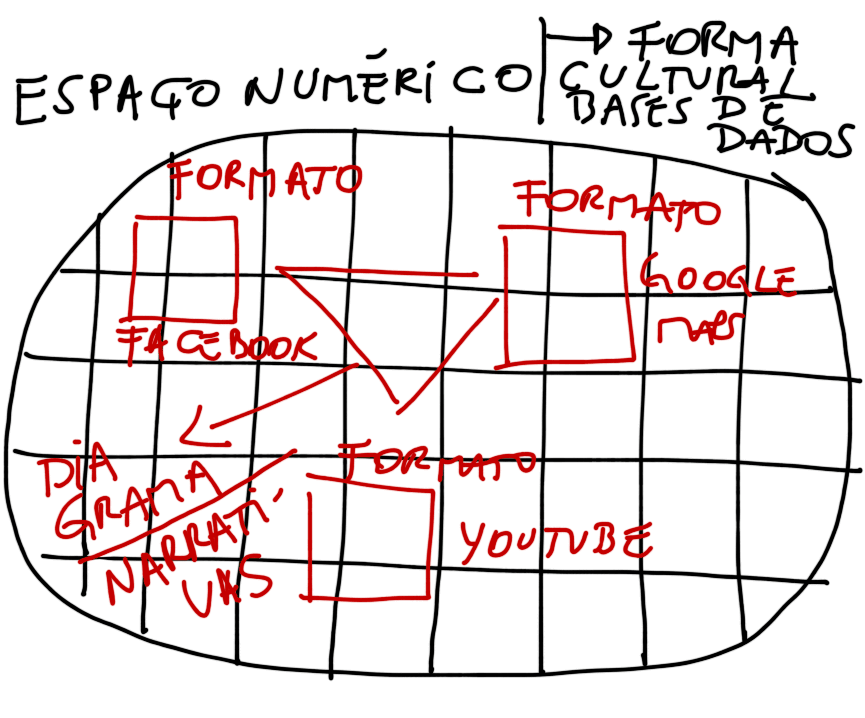 ESPAÇO NUMÉRICO
FORMA
CULTURAL
BASES DE
DADOS
FORMATO
FACEBOOK
FORMATO
GOOGLE
MAPS
DIA
GRAMA
NARRATI
VAS
FORMATO
YOUTUBE